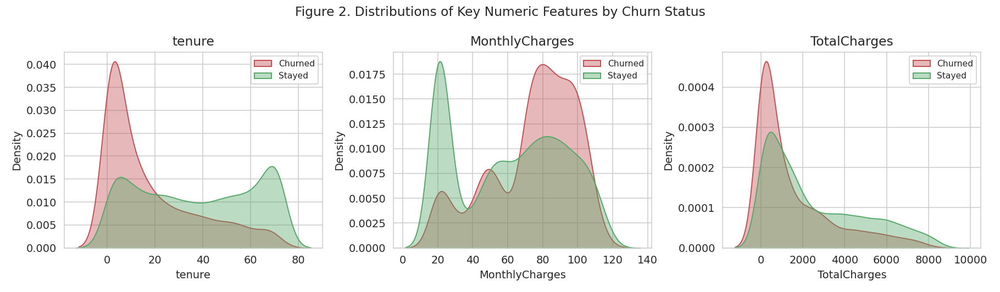 Figure 2. Distributions of Key Numeric Features by Churn Status
tenure
Churned
Stayed
Density
0.040
0.035
0.030
0.025
0.020
0.015
0.010
0.005
0.000
0 20 40 60 80
tenure
MonthlyCharges
Churned
Stayed
Density
0.0175
0.0150
0.0125
0.0100
0.0075
0.0050
0.0025
0.0000
0 20 40 60 80 100 120 140
MonthlyCharges
TotalCharges
Churned
Stayed
Density
0.0004
0.0003
0.0002
0.0001
0.0000
0 2000 4000 6000 8000 10000
TotalCharges